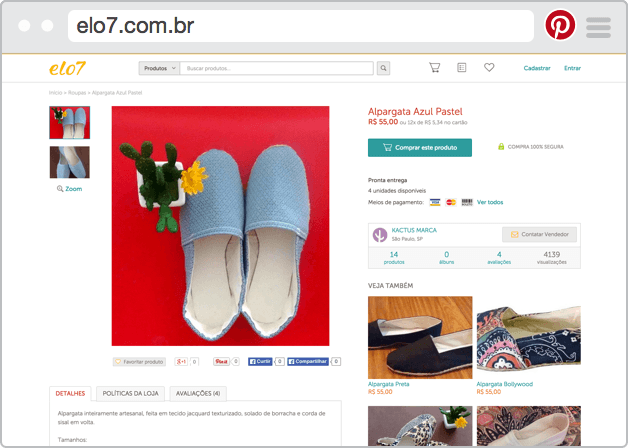 elo7.com.br
elo7
Produtos
Buscar produtos...
Cadastrar
Entrar
Início > Roupas > Alpargata Azul Pastel
Zoom
Alpargata Azul Pastel
R$ 55,00 ou 12x de R$ 5,34 no cartão
Comprar este produto
COMPRA 100% SEGURA
Pronta entrega
4 unidades disponíveis
Meios de pagamento:
VISA
Ver todos
KACTUS MARCA
São Paulo, SP
Contatar Vendedor
14 0 4 4139
produtos álbuns avaliações visualizações
VEJA TAMBÉM
Alpargata Preta
R$ 55,00
Alpargata Bollywood
R$ 55,00
Favoritar produto
+1 0
Pin it 0
Curtir 0
Compartilhar 0
DETALHES
POLÍTICAS DA LOJA
AVALIAÇÕES (4)
Alpargata inteiramente artesanal, feita em tecido jacquard texturizado, solado de borracha e corda de
sisal em volta.
Tamanhos: